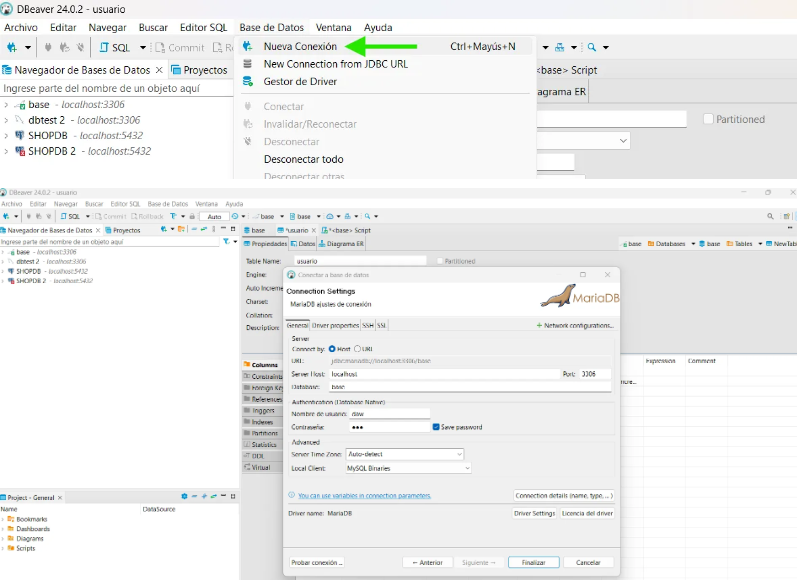 DBeaver 24.0.2 - usuario
Archivo Editar Navegar Buscar Editor SQL Base de Datos Ventana Ayuda
SQL Commit
Nueva Conexión Ctrl+Mayús+N
New Connection from JDBC URL
Gestor de Driver
Conectar
Invalidar/Reconectar
Desconectar
Desconectar todo
Desconectar otras
Navegador de Bases de Datos Proyectos
Ingrese parte del nombre de un objeto aquí
base - localhost:3306
dbtest 2 - localhost:3306
SHOPDB - localhost:5432
SHOPDB 2 - localhost:5432
<base> Script
agrama ER
Partitioned
DBeaver 24.0.2 - usuario
Archivo Editar Navegar Buscar Editor SQL Base de Datos Ventana Ayuda
SQL Commit Rollback T Auto base base
Navegador de Bases de Datos Proyectos
Ingrese parte del nombre de un objeto aquí
base - localhost:3306
dbtest 2 - localhost:3306
SHOPDB - localhost:5432
SHOPDB 2 - localhost:5432
base *usuario *<base> Script
Propiedades Datos Diagrama ER
base Databases base Tables NewTab
Table Name: usuario Partitioned
Engine:
Auto Increme
Charset:
Collation:
Description:
Columns
Constraints
Foreign Key
References
Triggers
Indexes
Partitions
Statistics
DDL
Virtual
Expression Comment
Conectar a base de datos
Connection Settings
MariaDB ajustes de conexión
MariaDB
General Driver properties SSH SSL
+ Network configurations...
Server
Connect by: Host URL
URL: jdbc:mariadb://localhost:3306/base
Server Host: localhost Port: 3306
Database: base
Authentication (Database Native)
Nombre de usuario: daw
Contraseña: ••• Save password
Advanced
Server Time Zone: Auto-detect
Local Client: MySQL Binaries
You can use variables in connection parameters.
Connection details (name, type, ... )
Driver name: MariaDB
Driver Settings Licencia del driver
Probar conexión ... ← Anterior Siguiente → Finalizar Cancelar
Project - General
Name DataSource
Bookmarks
Dashboards
Diagrams
Scripts